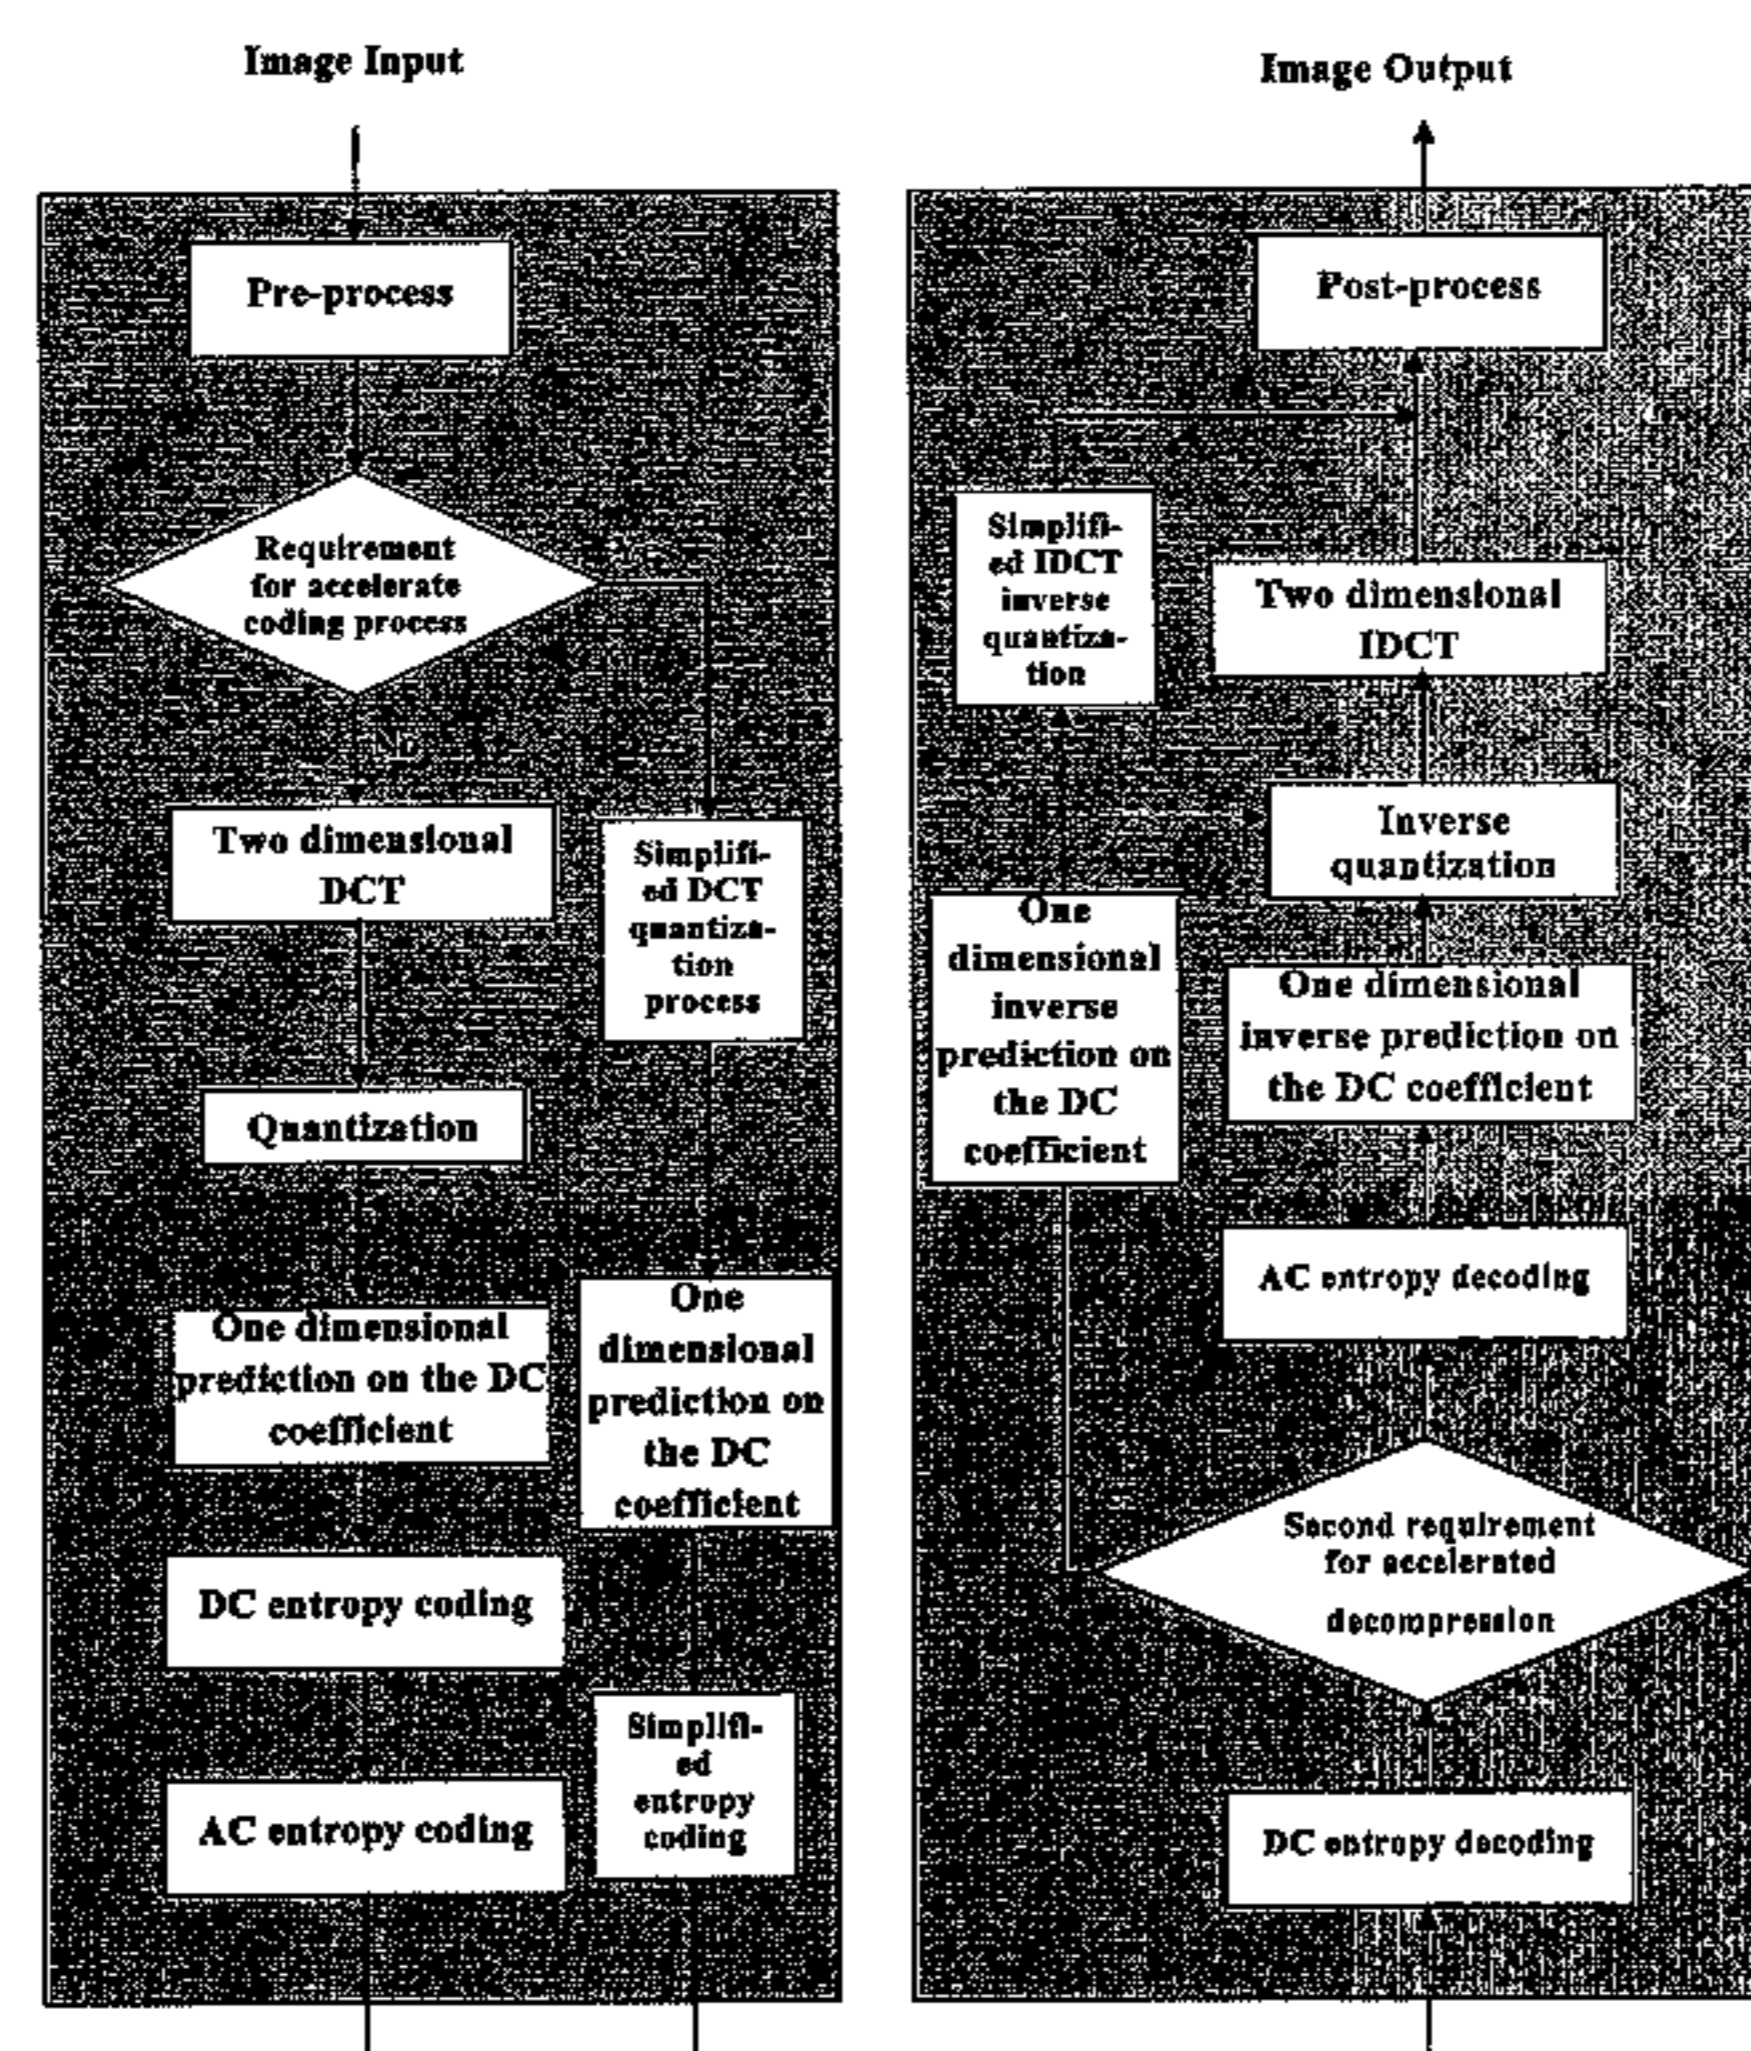 Image Input
Pre-process
Requirement
for accelerate
coding process
No
Two dimensional
DCT
Simplifi-
ed DCT
quantiza-
tion
process
Quantization
One dimensional
prediction on the DC
coefficient
One
dimensional
prediction on
the DC
coefficient
DC entropy coding
Simplifi-
ed
entropy
coding
AC entropy coding
Image Output
Post-process
Simplifi-
ed IDCT
inverse
quantiza-
tion
Two dimensional
IDCT
Inverse
quantization
One
dimensional
inverse
prediction on
the DC
coefficient
One dimensional
inverse prediction on
the DC coefficient
AC entropy decoding
Second requirement
for accelerated
decompression
DC entropy decoding